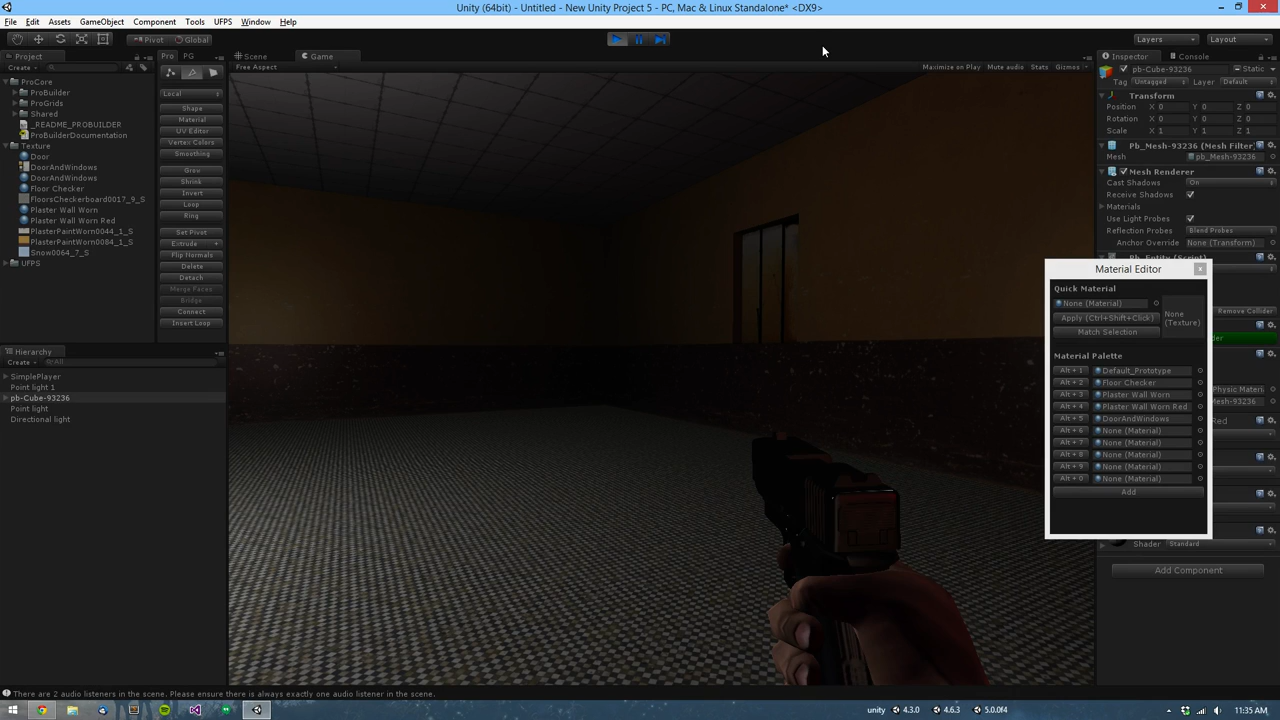 Unity (64bit) - Untitled - New Unity Project 5 - PC, Mac & Linux Standalone* <DX9>
File Edit Assets GameObject Component Tools UFPS Window Help
Pivot Global Layers Layout
Project
Create
ProCore
ProBuilder
ProGrids
Shared
_README_PROBUILDER
ProBuilderDocumentation
Texture
Door
DoorAndWindows
DoorAndWindows
Floor Checker
FloorsCheckerboard0017_9_S
Plaster Wall Worn
Plaster Wall Worn Red
PlasterPaintWorn0044_1_S
PlasterPaintWorn0084_1_S
Snow0064_7_S
UFPS
Hierarchy
Create All
SimplePlayer
Point light 1
pb-Cube-93236
Point light
Directional light
Pro PG
Local
Shape
Material
UV Editor
Vertex Colors
Smoothing
Grow
Shrink
Invert
Loop
Ring
Set Pivot
Extrude +
Flip Normals
Delete
Detach
Merge Faces
Bridge
Connect
Insert Loop
Scene Game
Free Aspect Maximize on Play Mute audio Stats Gizmos
Inspector Console
pb-Cube-93236 Static
Tag Untagged Layer Default
Transform
Position X 0 Y 0 Z 0
Rotation X 0 Y 0 Z 0
Scale X 1 Y 1 Z 1
Pb_Mesh-93236 (Mesh Filter)
Mesh pb_Mesh-93236
Mesh Renderer
Cast Shadows On
Receive Shadows
Materials
Use Light Probes
Reflection Probes Blend Probes
Anchor Override None (Transform)
Pb_Entity (Script)
Remove Collider
der
Physic Materi
Mesh-93236
Red
Shader Standard
Add Component
Material Editor x
Quick Material
None (Material)
Apply (Ctrl+Shift+Click)
Match Selection
None
(Texture)
Material Palette
Alt + 1 Default_Prototype
Alt + 2 Floor Checker
Alt + 3 Plaster Wall Worn
Alt + 4 Plaster Wall Worn Red
Alt + 5 DoorAndWindows
Alt + 6 None (Material)
Alt + 7 None (Material)
Alt + 8 None (Material)
Alt + 9 None (Material)
Alt + 0 None (Material)
Add
There are 2 audio listeners in the scene. Please ensure there is always exactly one audio listener in the scene.
unity 4.3.0 4.6.3 5.0.0f4 11:35 AM